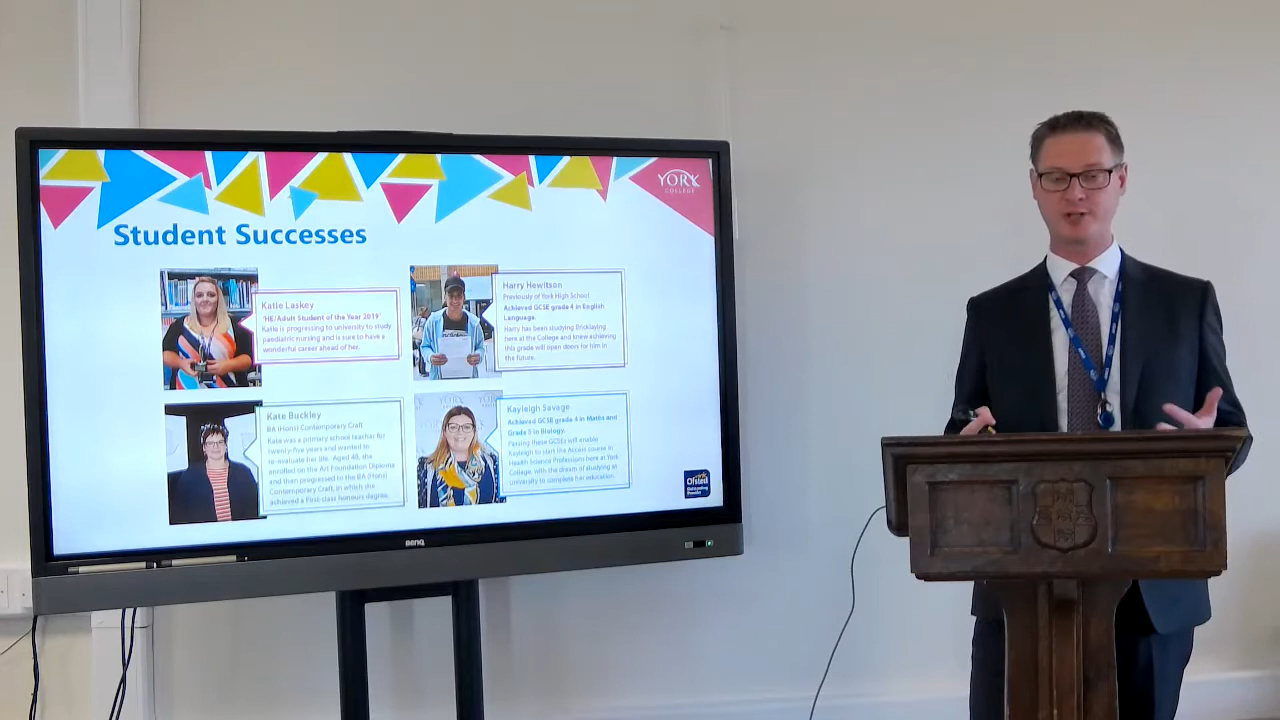 YORK
COLLEGE
Student Successes
Katie Laskey
'HE/Adult Student of the Year 2019'
Katie is progressing to university to study
paediatric nursing and is sure to have a
wonderful career ahead of her.
Harry Hewitson
Previously of York High School
Achieved GCSE grade 4 in English
Language.
Harry has been studying Bricklaying
here at the College and knew achieving
this grade will open doors for him in
the future.
Kate Buckley
BA (Hons) Contemporary Craft
Kate was a primary school teacher for
twenty-five years and wanted to
re-evaluate her life. Aged 48, she
enrolled on the Art Foundation Diploma
and then progressed to the BA (Hons)
Contemporary Craft, in which she
achieved a First-class honours degree.
Kayleigh Savage
Achieved GCSE grade 4 in Maths and
Grade 5 in Biology.
Passing these GCSEs will enable
Kayleigh to start the Access course in
Health Science Professions here at York
College, with the dream of studying at
university to complete her education.
Ofsted
Outstanding
Provider
BenQ